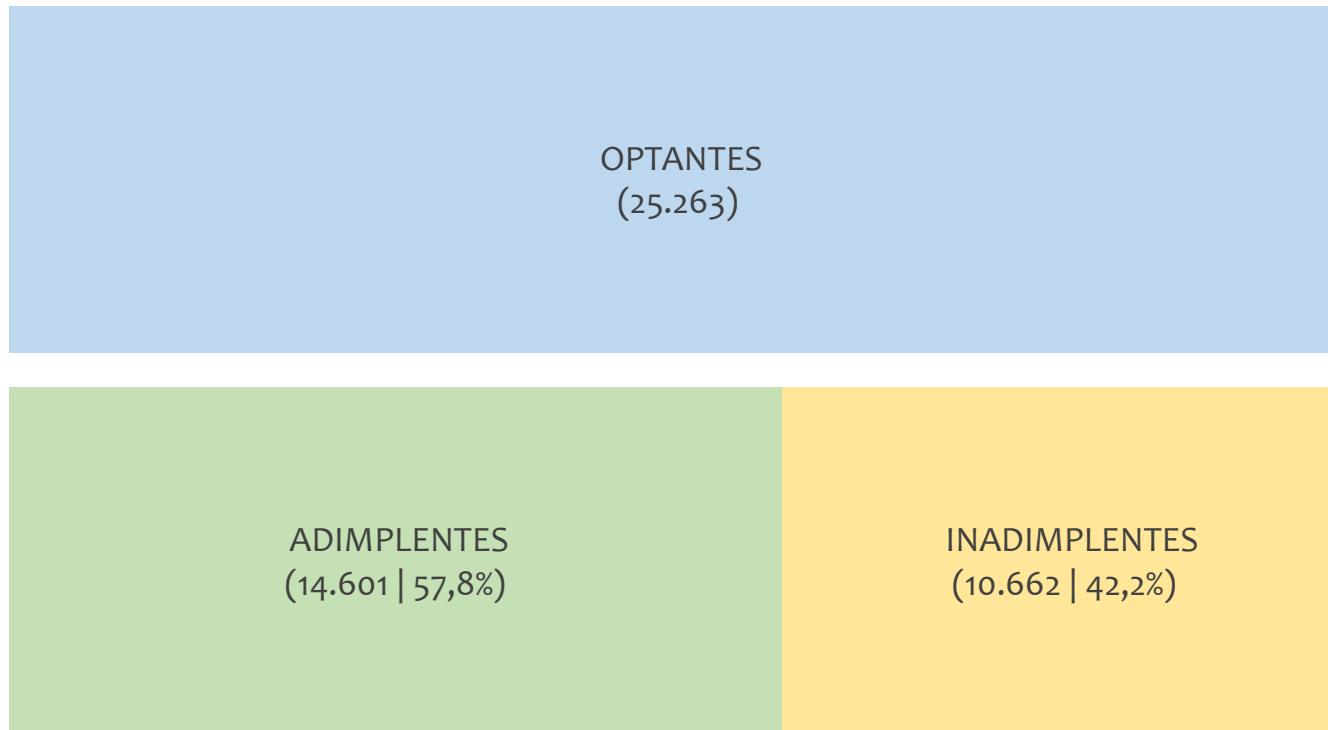 OPTANTES
(25.263)
ADIMPLENTES
(14.601 | 57,8%)
INADIMPLENTES
(10.662 | 42,2%)